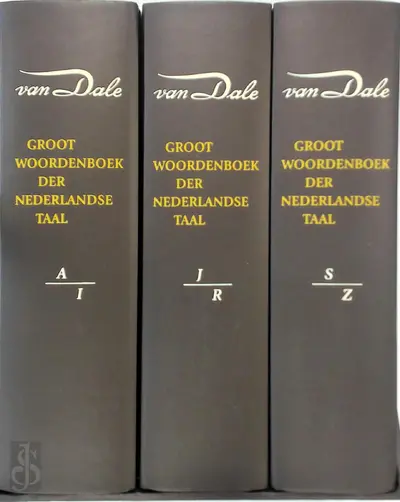 van Dale
GROOT
WOORDENBOEK
DER
NEDERLANDSE
TAAL
A
I
van Dale
GROOT
WOORDENBOEK
DER
NEDERLANDSE
TAAL
J
R
van Dale
GROOT
WOORDENBOEK
DER
NEDERLANDSE
TAAL
S
Z